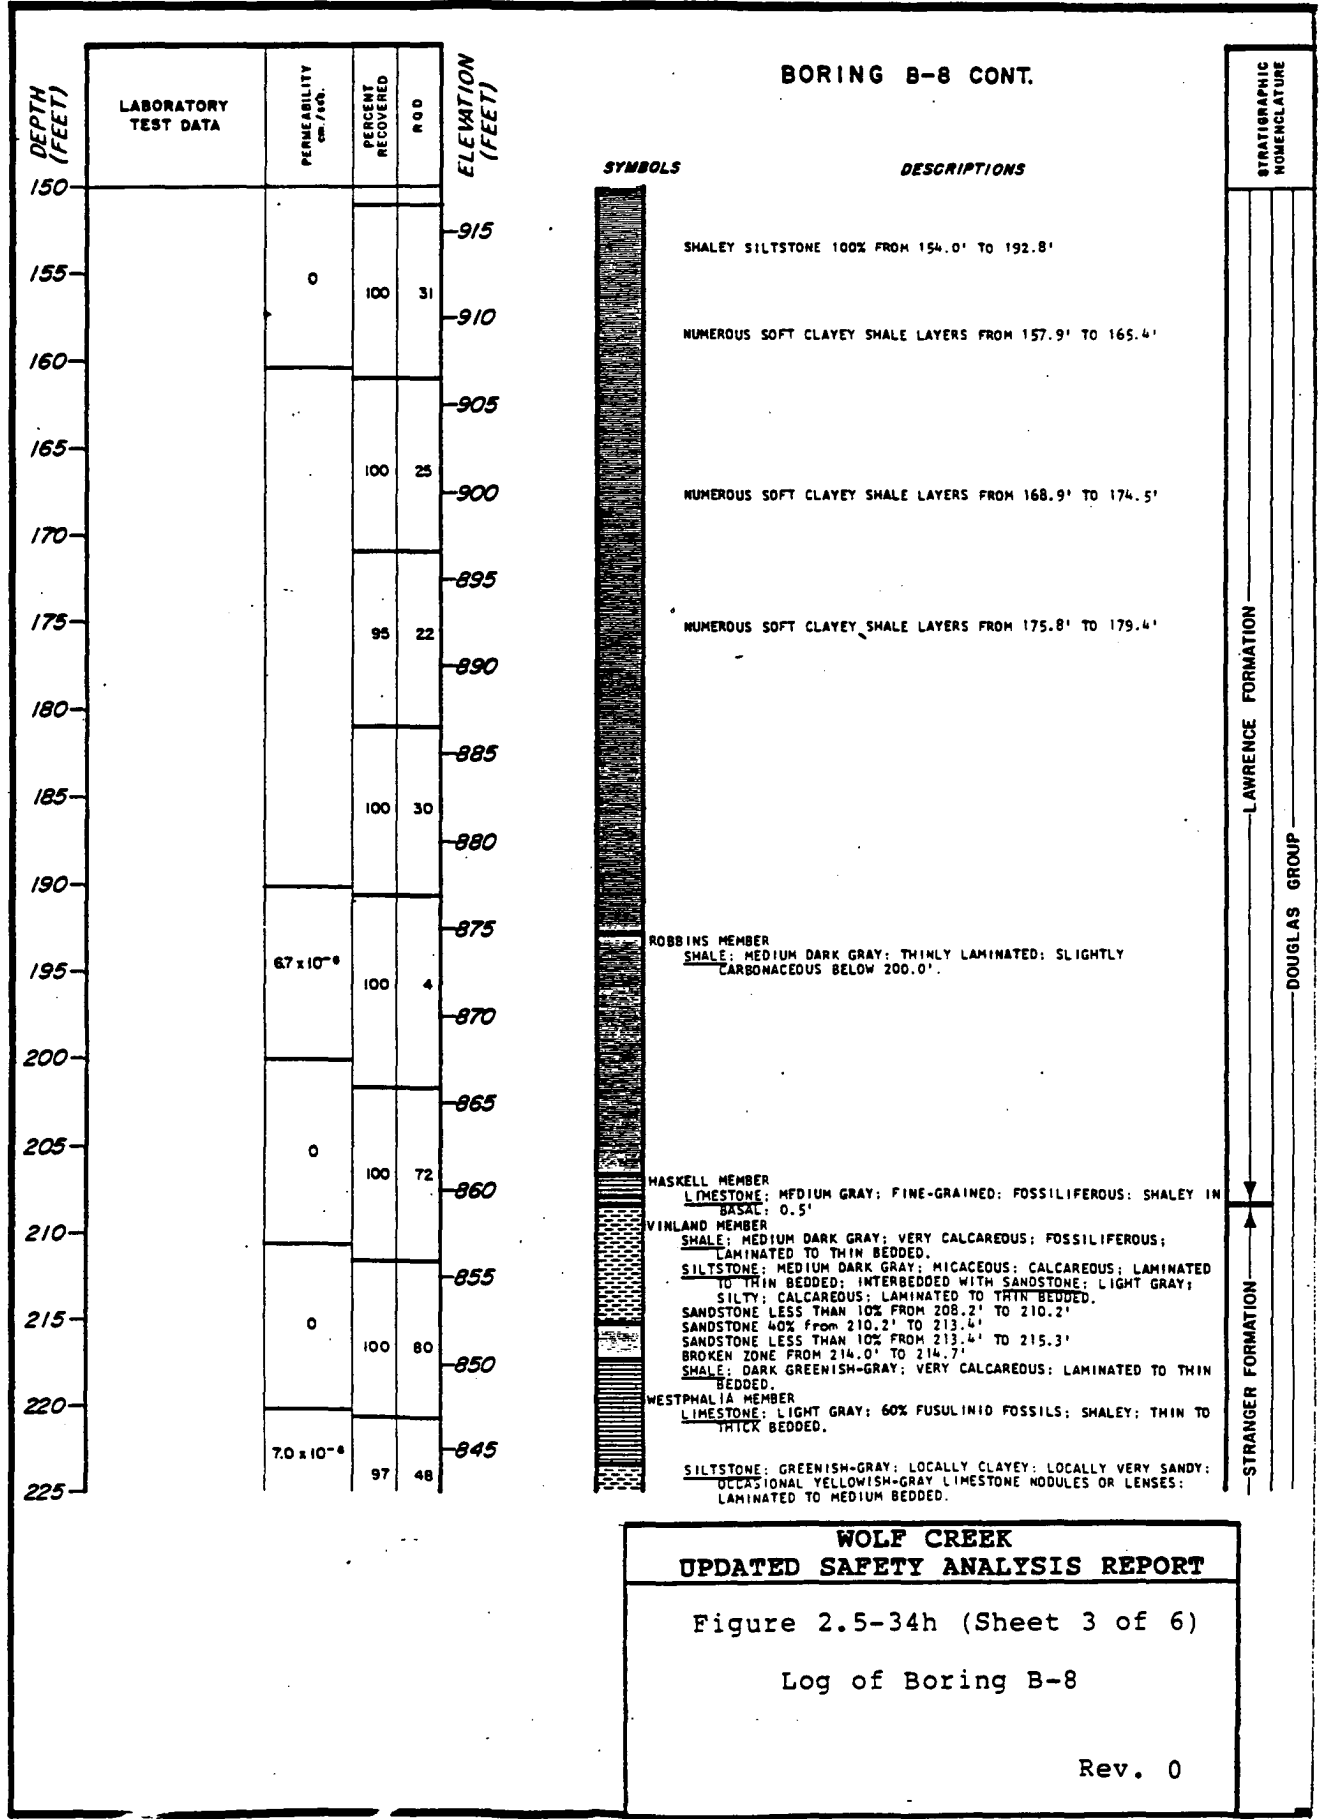 BORING B-8 CONT.
DEPTH
(FEET)
LABORATORY
TEST DATA
PERMEABILITY
cm./sec.
PERCENT
RECOVERED
RQD
ELEVATION
(FEET)
SYMBOLS
DESCRIPTIONS
STRATIGRAPHIC
NOMENCLATURE
150
155
160
165
170
175
180
185
190
195
200
205
210
215
220
225
0
6.7 x 10⁻⁶
0
0
100 31
100 25
95 22
100 30
100 4
100 72
100 80
97 48
915
910
905
900
895
890
885
880
875
870
865
860
855
850
845
SHALEY SILTSTONE 100% FROM 154.0' TO 192.8'
NUMEROUS SOFT CLAYEY SHALE LAYERS FROM 157.9' TO 165.4'
NUMEROUS SOFT CLAYEY SHALE LAYERS FROM 168.9' TO 174.5'
NUMEROUS SOFT CLAYEY SHALE LAYERS FROM 175.8' TO 179.4'
ROBBINS MEMBER
SHALE; MEDIUM DARK GRAY; THINLY LAMINATED; SLIGHTLY
CARBONACEOUS BELOW 200.0'.
HASKELL MEMBER
LIMESTONE; MEDIUM GRAY; FINE-GRAINED; FOSSILIFEROUS; SHALEY IN
BASAL; 0.5'
VINLAND MEMBER
SHALE; MEDIUM DARK GRAY; VERY CALCAREOUS; FOSSILIFEROUS;
LAMINATED TO THIN BEDDED.
SILTSTONE; MEDIUM DARK GRAY; MICACEOUS; CALCAREOUS; LAMINATED
TO THIN BEDDED; INTERBEDDED WITH SANDSTONE; LIGHT GRAY;
SILTY; CALCAREOUS; LAMINATED TO THIN BEDDED.
SANDSTONE LESS THAN 10% FROM 208.2' TO 210.2'
SANDSTONE 40% from 210.2' TO 213.4'
SANDSTONE LESS THAN 10% FROM 213.4' TO 215.3'
BROKEN ZONE FROM 214.0' TO 214.7'
SHALE; DARK GREENISH-GRAY; VERY CALCAREOUS; LAMINATED TO THIN
BEDDED.
WESTPHALIA MEMBER
LIMESTONE; LIGHT GRAY; 60% FUSULINID FOSSILS; SHALEY; THIN TO
THICK BEDDED.
SILTSTONE; GREENISH-GRAY; LOCALLY CLAYEY; LOCALLY VERY SANDY;
OCCASIONAL YELLOWISH-GRAY LIMESTONE NODULES OR LENSES;
LAMINATED TO MEDIUM BEDDED.
LAWRENCE FORMATION
STRANGER FORMATION
DOUGLAS GROUP
WOLF CREEK
UPDATED SAFETY ANALYSIS REPORT
Figure 2.5-34h (Sheet 3 of 6)
Log of Boring B-8
Rev. 0